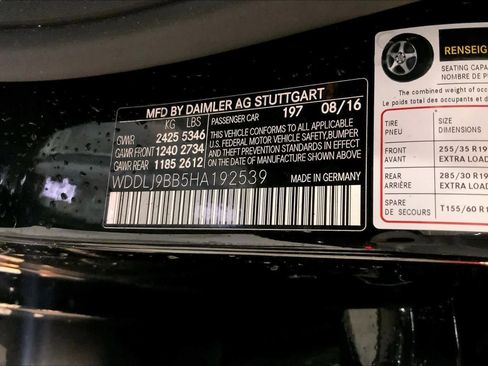 MFD BY DAIMLER AG STUTTGART
KG LBS PASSENGER CAR 197 08/16
GVWR 2425 5346
GAWR FRONT 1240 2734
GAWR REAR 1185 2612
THIS VEHICLE CONFORMS TO ALL APPLICABLE
U.S. FEDERAL MOTOR VEHICLE SAFETY, BUMPER
AND THEFT PREVENTION STANDARDS IN EFFECT
ON THE DATE OF MANUFACTURE SHOWN ABOVE.
WDDLJ9BB5HA192539
MADE IN GERMANY
RENSEIG
SEATING CAPA
NOMBRE DE P
The combined weight of occ
Le poids total des occupants et d
TIRE
PNEU
SIZE
DIMENSIONS
FRONT
AVANT
255/35 R19
EXTRA LOAD
REAR
ARRIÈRE
285/30 R19
EXTRA LOAD
SPARE
DE SECOURS
T155/60 R1